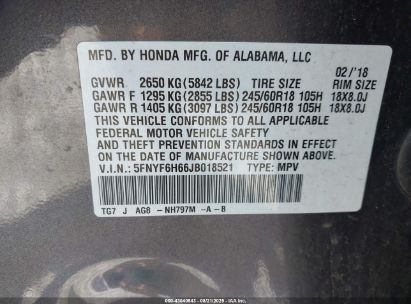 MFD. BY HONDA MFG. OF ALABAMA, LLC
02/'18
GVWR 2650 KG (5842 LBS) TIRE SIZE RIM SIZE
GAWR F 1295 KG (2855 LBS) 245/60R18 105H 18X8.0J
GAWR R 1405 KG (3097 LBS) 245/60R18 105H 18X8.0J
THIS VEHICLE CONFORMS TO ALL APPLICABLE
FEDERAL MOTOR VEHICLE SAFETY
AND THEFT PREVENTION STANDARDS IN EFFECT
ON THE DATE OF MANUFACTURE SHOWN ABOVE.
V.I.N.: 5FNYF6H66JB018521 TYPE: MPV
TG7 J AG8 -NH797M -A-8